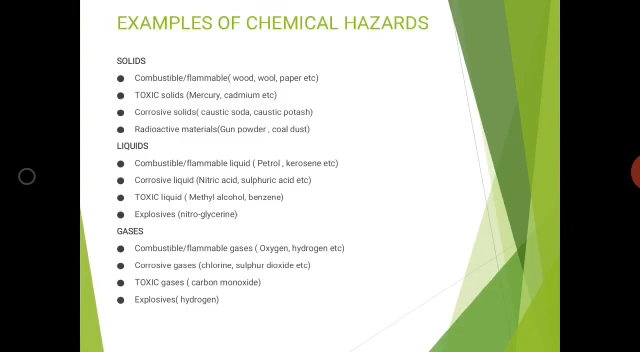 EXAMPLES OF CHEMICAL HAZARDS
SOLIDS
Combustible/flammable( wood, wool, paper etc)
TOXIC solids (Mercury, cadmium etc)
Corrosive solids( caustic soda, caustic potash)
Radioactive materials(Gun powder , coal dust)
LIQUIDS
Combustible/flammable liquid ( Petrol , kerosene etc)
Corrosive liquid (Nitric acid, sulphuric acid etc)
TOXIC liquid ( Methyl alcohol, benzene)
Explosives (nitro-glycerine)
GASES
Combustible/flammable gases ( Oxygen, hydrogen etc)
Corrosive gases (chlorine, sulphur dioxide etc)
TOXIC gases ( carbon monoxide)
Explosives( hydrogen)